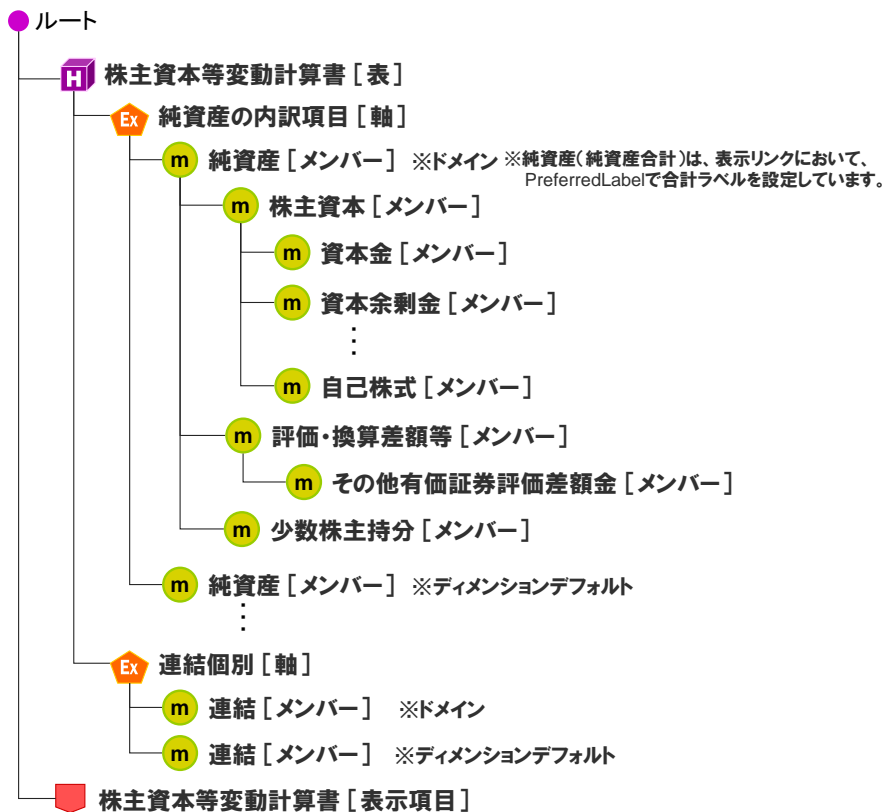 ルート
H 株主資本等変動計算書［表］
Ex 純資産の内訳項目［軸］
m 純資産［メンバー］ ※ドメイン ※純資産（純資産合計）は、表示リンクにおいて、
PreferredLabelで合計ラベルを設定しています。
m 株主資本［メンバー］
m 資本金［メンバー］
m 資本余剰金［メンバー］
⋮
m 自己株式［メンバー］
m 評価・換算差額等［メンバー］
m その他有価証券評価差額金［メンバー］
m 少数株主持分［メンバー］
m 純資産［メンバー］ ※ディメンションデフォルト
⋮
Ex 連結個別［軸］
m 連結［メンバー］ ※ドメイン
m 連結［メンバー］ ※ディメンションデフォルト
株主資本等変動計算書［表示項目］